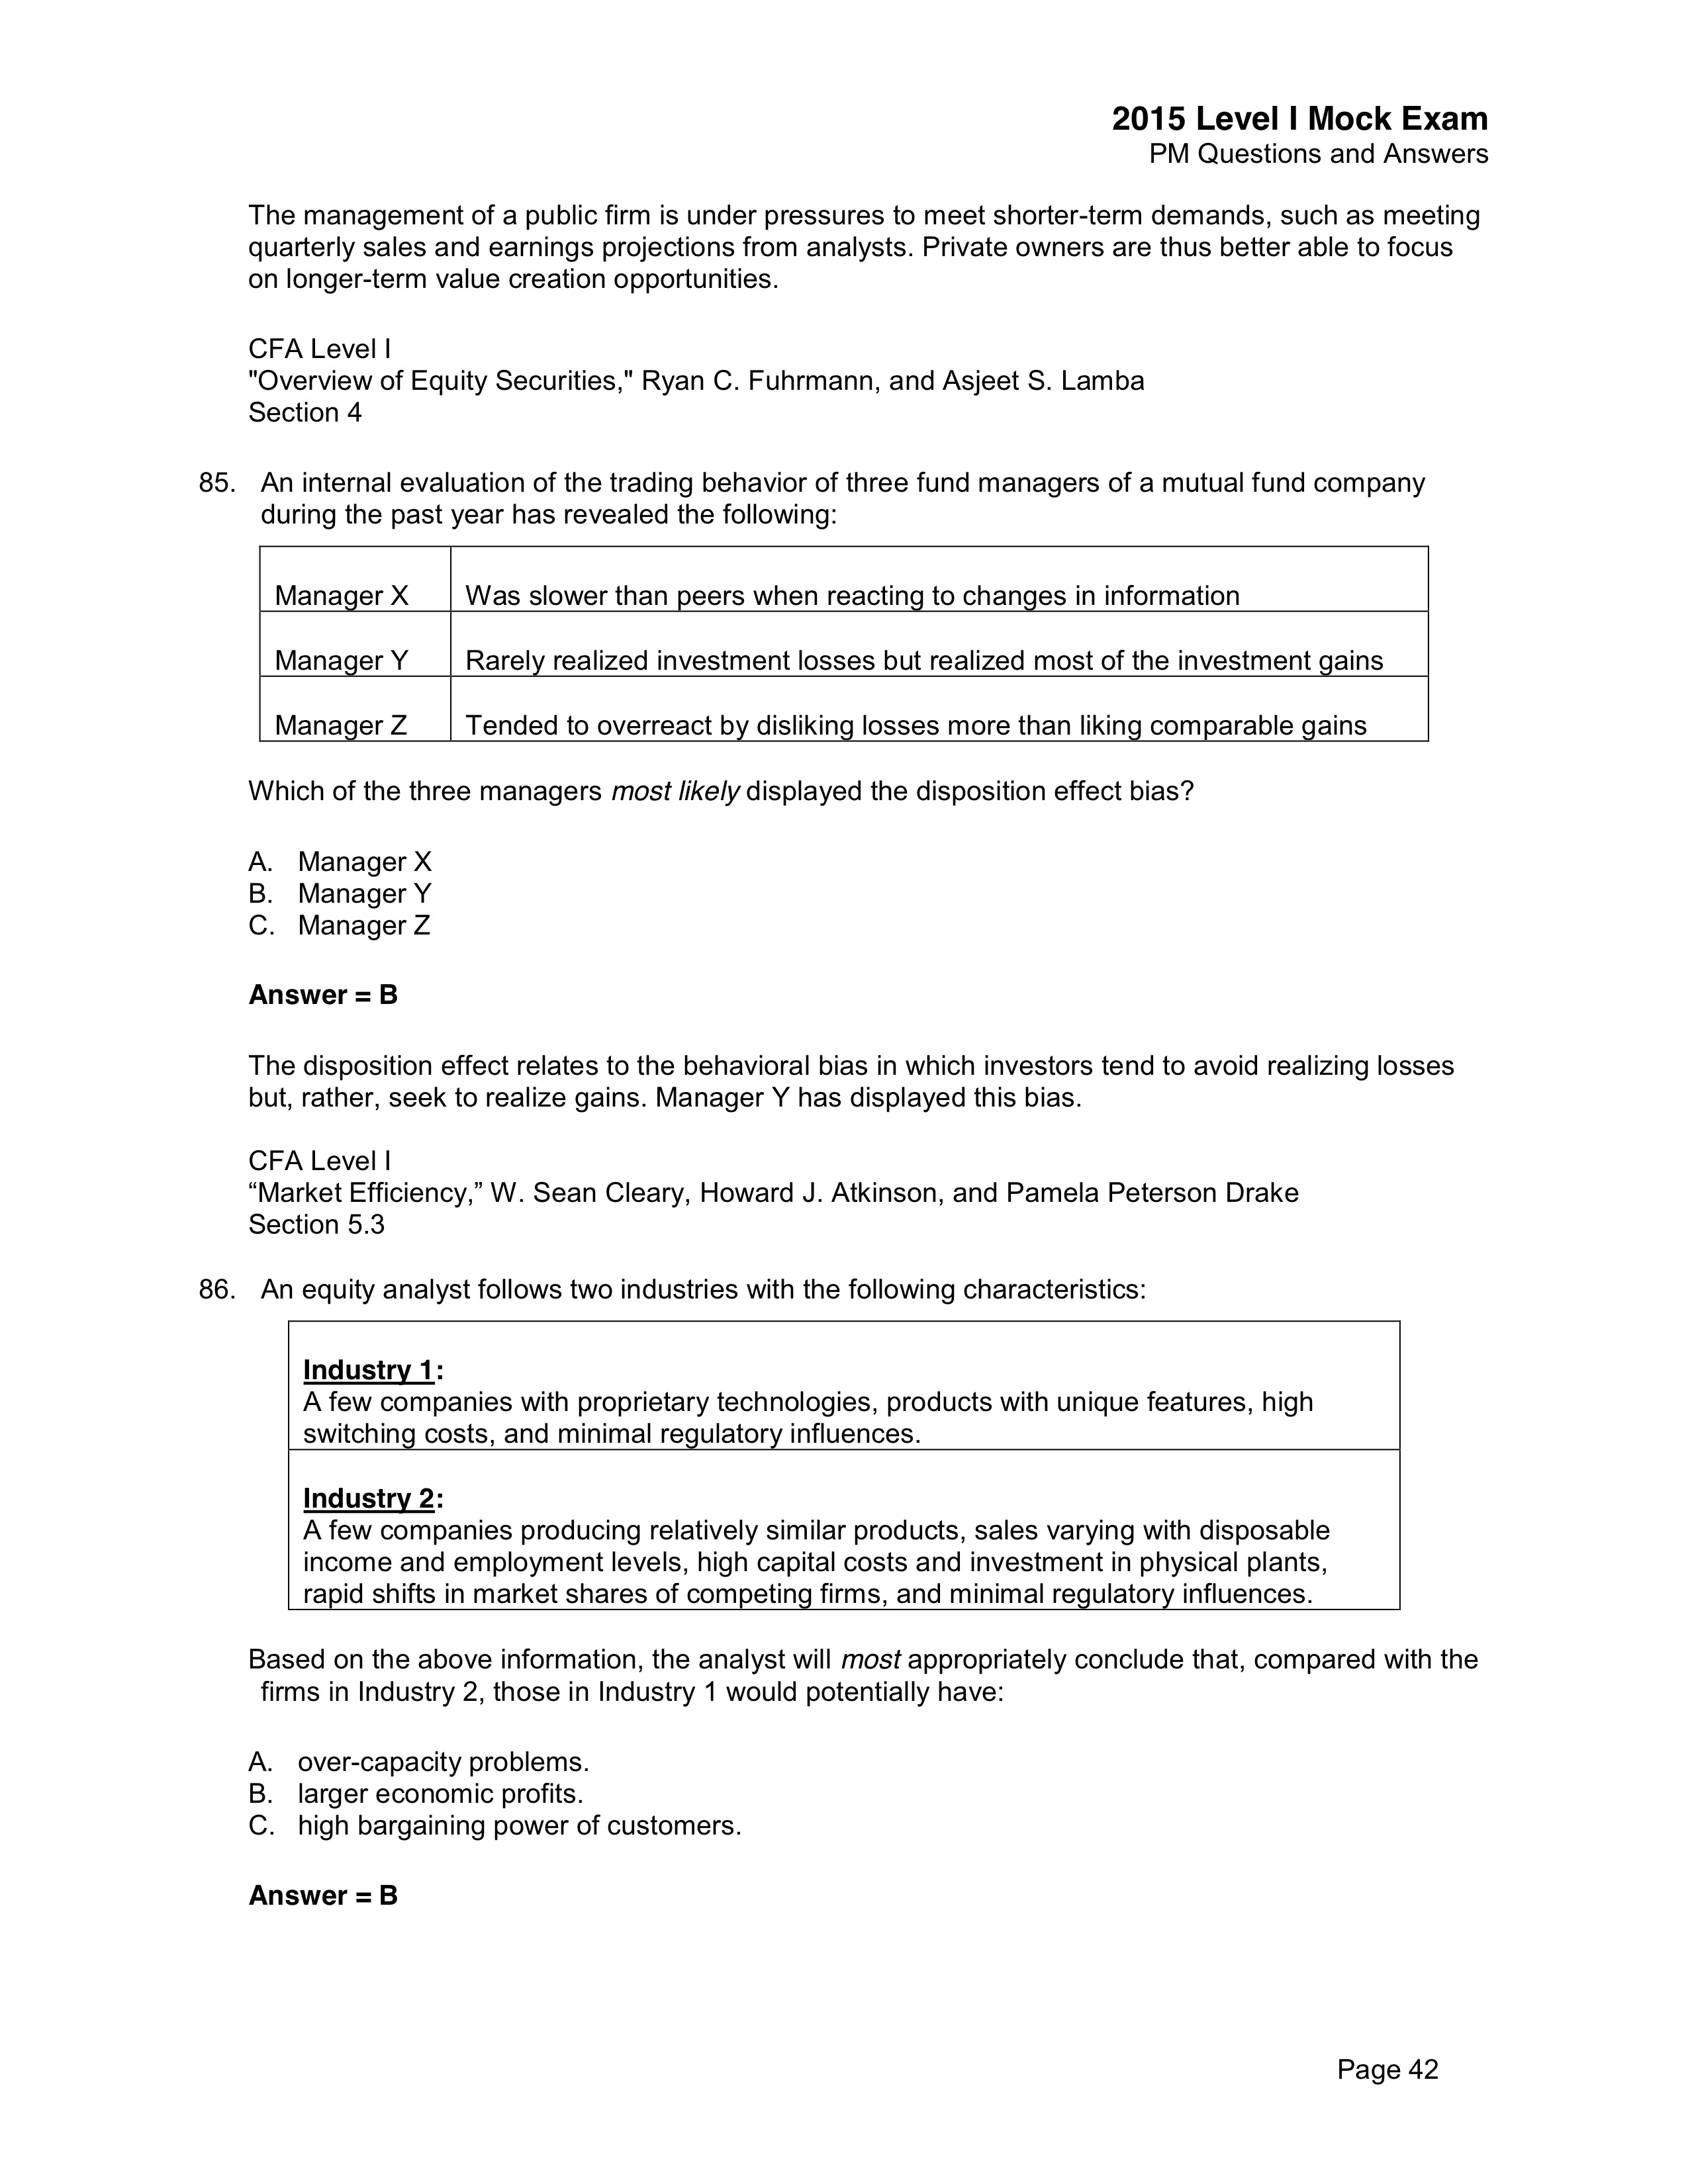 2015 Level I Mock Exam
PM Questions and Answers
The management of a public firm is under pressures to meet shorter-term demands, such as meeting
quarterly sales and earnings projections from analysts. Private owners are thus better able to focus
on longer-term value creation opportunities.
CFA Level I
"Overview of Equity Securities," Ryan C. Fuhrmann, and Asjeet S. Lamba
Section 4
85. An internal evaluation of the trading behavior of three fund managers of a mutual fund company
during the past year has revealed the following:
Manager X Was slower than peers when reacting to changes in information
Manager Y Rarely realized investment losses but realized most of the investment gains
Manager Z Tended to overreact by disliking losses more than liking comparable gains
Which of the three managers most likely displayed the disposition effect bias?
A. Manager X
B. Manager Y
C. Manager Z
Answer = B
The disposition effect relates to the behavioral bias in which investors tend to avoid realizing losses
but, rather, seek to realize gains. Manager Y has displayed this bias.
CFA Level I
“Market Efficiency,” W. Sean Cleary, Howard J. Atkinson, and Pamela Peterson Drake
Section 5.3
86. An equity analyst follows two industries with the following characteristics:
Industry 1:
A few companies with proprietary technologies, products with unique features, high
switching costs, and minimal regulatory influences.
Industry 2:
A few companies producing relatively similar products, sales varying with disposable
income and employment levels, high capital costs and investment in physical plants,
rapid shifts in market shares of competing firms, and minimal regulatory influences.
Based on the above information, the analyst will most appropriately conclude that, compared with the
firms in Industry 2, those in Industry 1 would potentially have:
A. over-capacity problems.
B. larger economic profits.
C. high bargaining power of customers.
Answer = B
Page 42